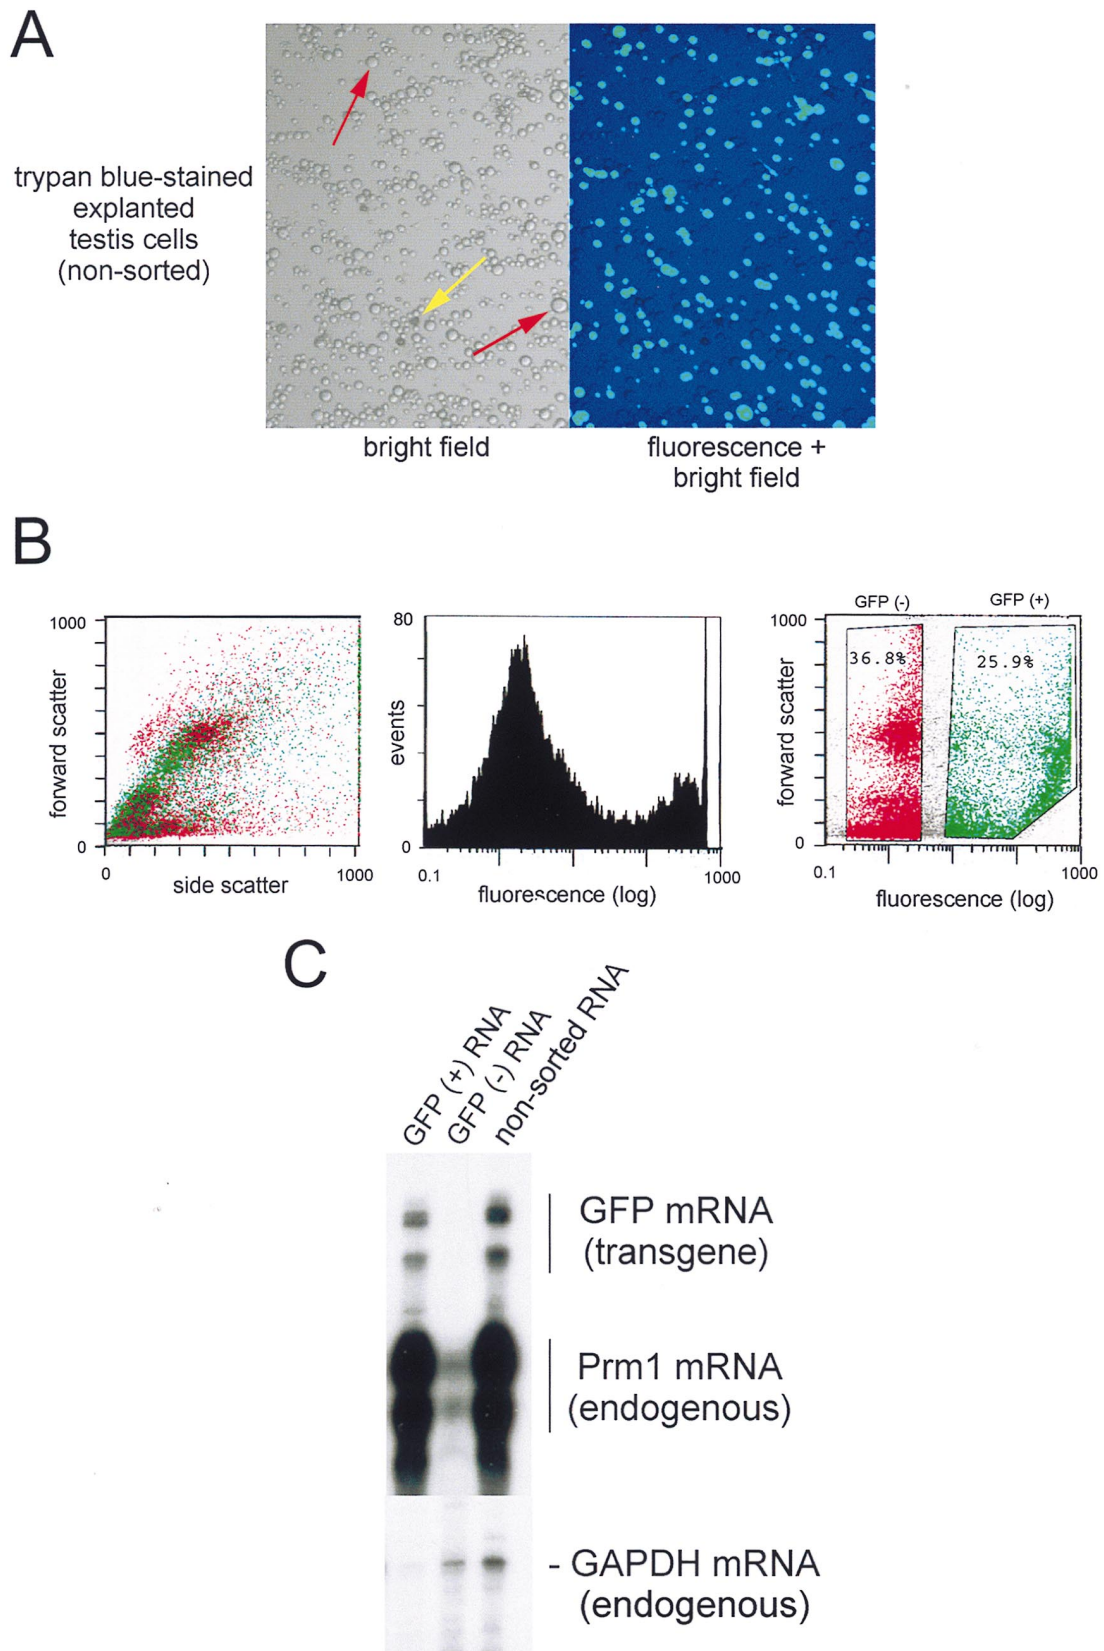 A
trypan blue-stained
explanted
testis cells
(non-sorted)
bright field
fluorescence +
bright field
B
1000
forward scatter
0
0
side scatter
1000
80
events
0
0.1
fluorescence (log)
1000
GFP (-)
GFP (+)
1000
36.8%
25.9%
forward scatter
0
0.1
fluorescence (log)
1000
C
GFP (+) RNA
GFP (-) RNA
non-sorted RNA
GFP mRNA
(transgene)
Prm1 mRNA
(endogenous)
- GAPDH mRNA
(endogenous)